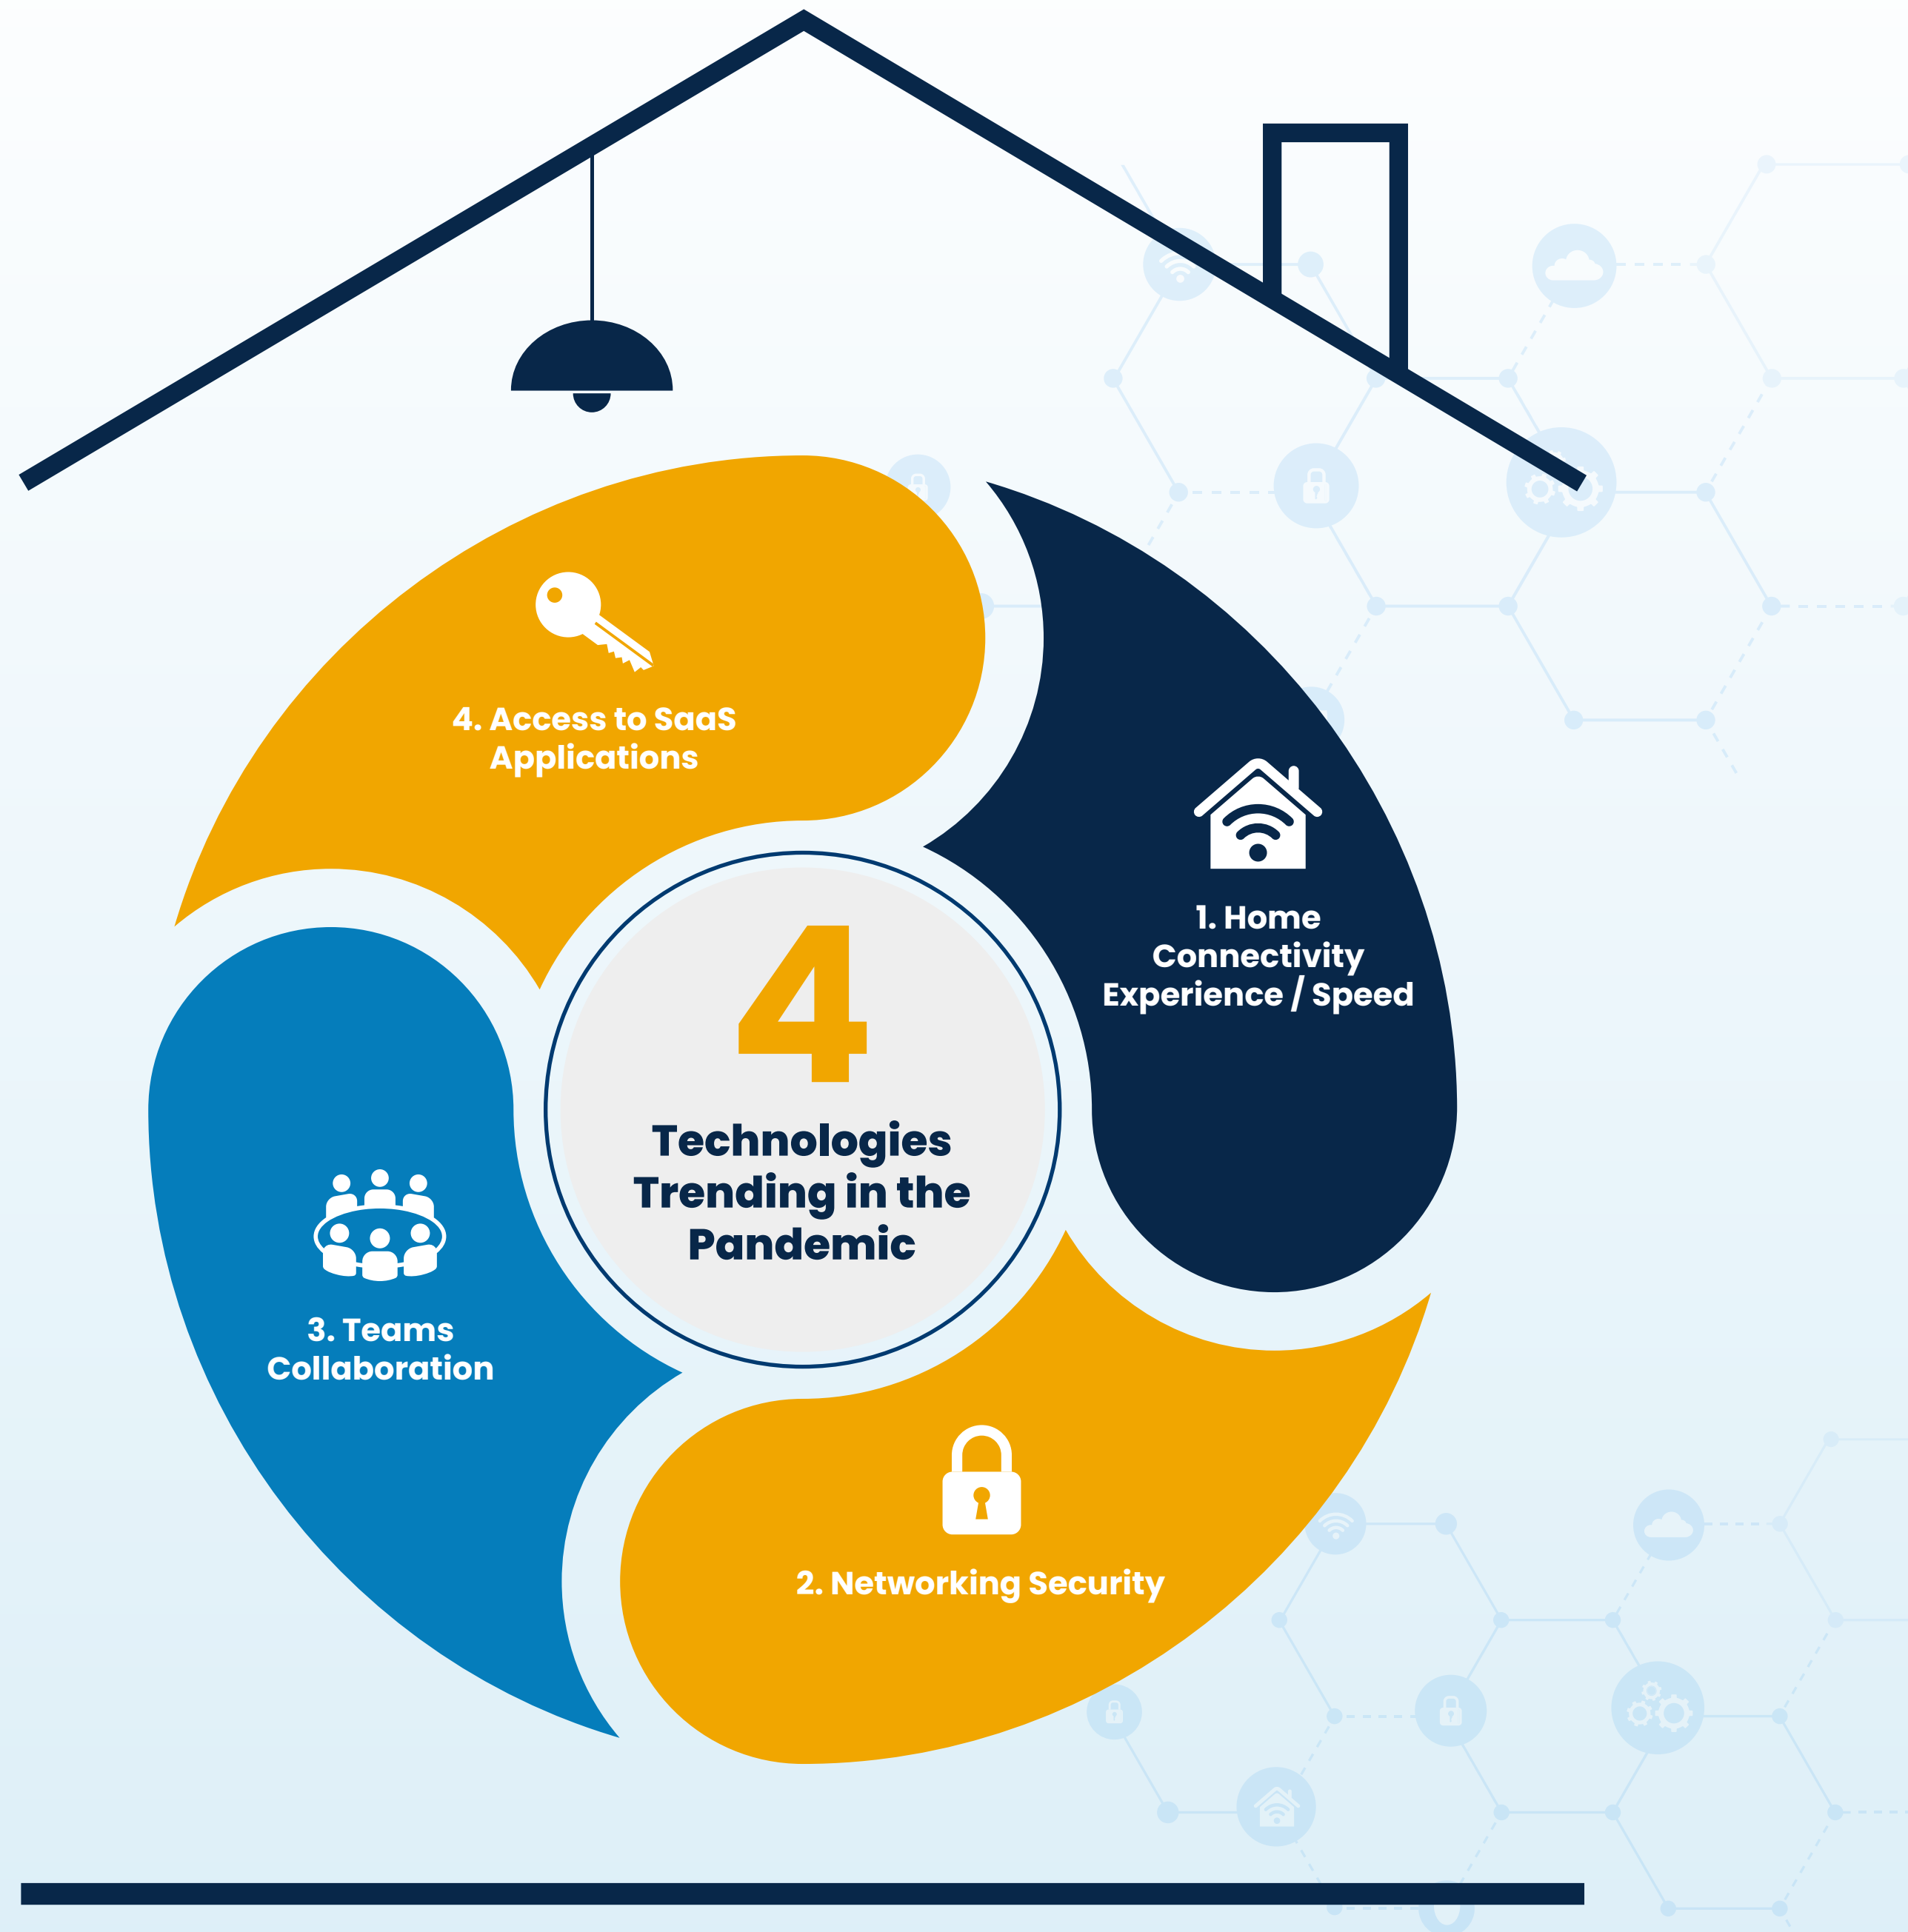 4
Technologies
Trending in the
Pandemic
1. Home
Connectivity
Experience / Speed
2. Networking Security
3. Teams
Collaboration
4. Access to SaaS
Applications